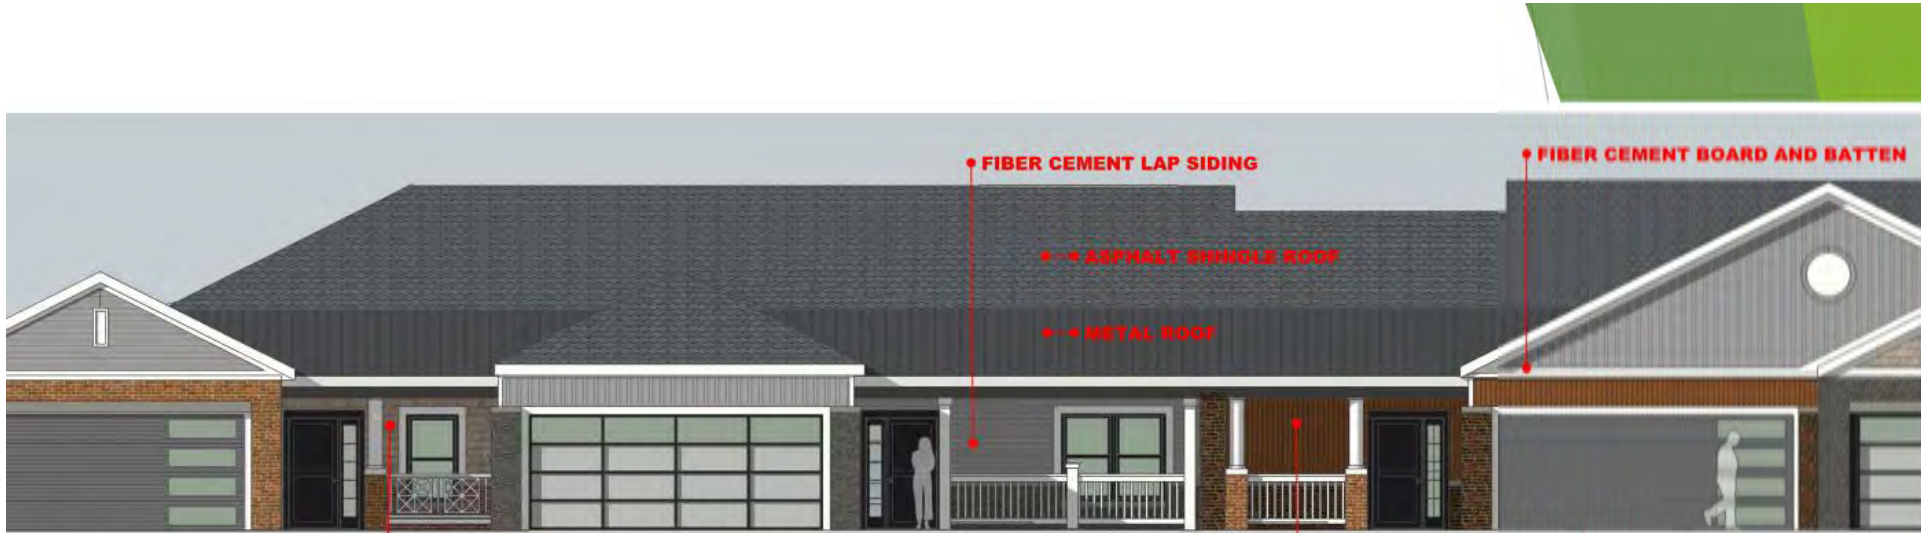 FIBER CEMENT LAP SIDING
FIBER CEMENT BOARD AND BATTEN
ASPHALT SHINGLE ROOF
METAL ROOF